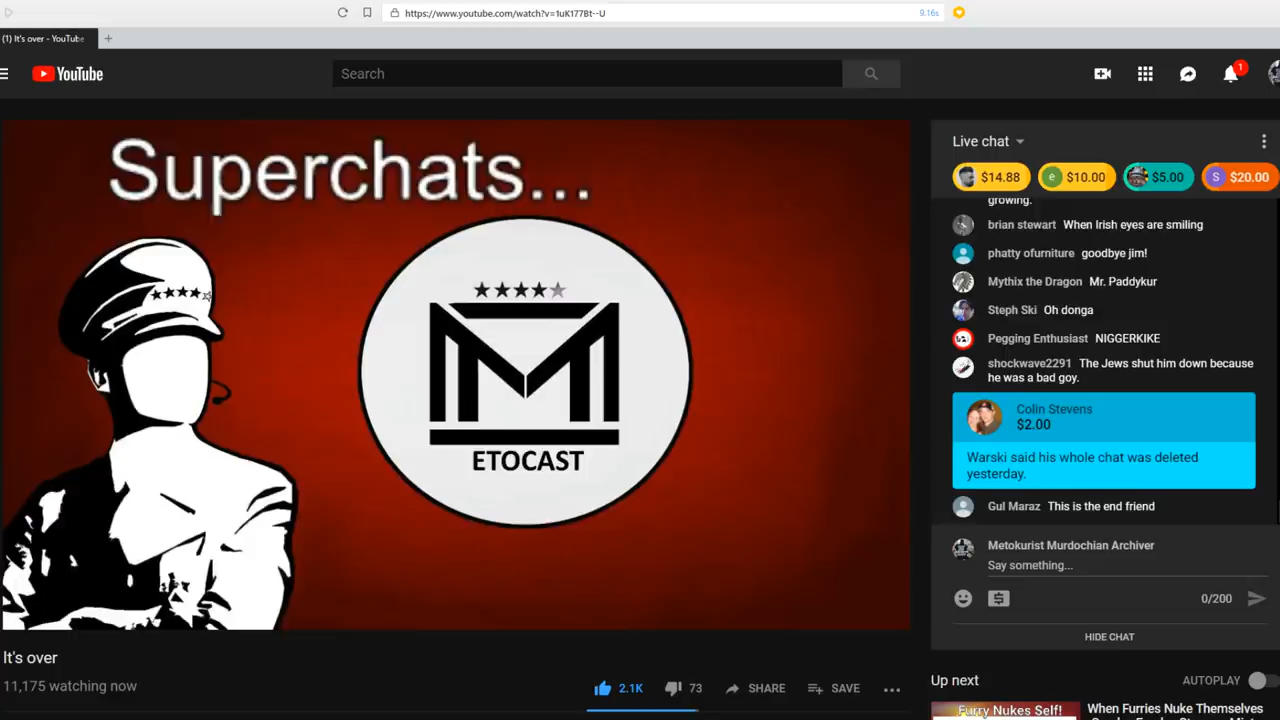 https://www.youtube.com/watch?v=1uK177Bt--U
9.16s
(1) It's over - YouTube
YouTube
Search
1
Superchats...
ETOCAST
Live chat
$14.88
e $10.00
$5.00
S $20.00
growing.
brian stewart When Irish eyes are smiling
phatty ofurniture goodbye jim!
Mythix the Dragon Mr. Paddykur
Steph Ski Oh donga
Pegging Enthusiast NIGGERKIKE
shockwave2291 The Jews shut him down because
he was a bad goy.
Colin Stevens
$2.00
Warski said his whole chat was deleted
yesterday.
Gul Maraz This is the end friend
Metokurist Murdochian Archiver
Say something...
0/200
HIDE CHAT
It's over
11,175 watching now
2.1K
73
SHARE
SAVE
Up next
AUTOPLAY
Furry Nukes Self!
When Furries Nuke Themselves